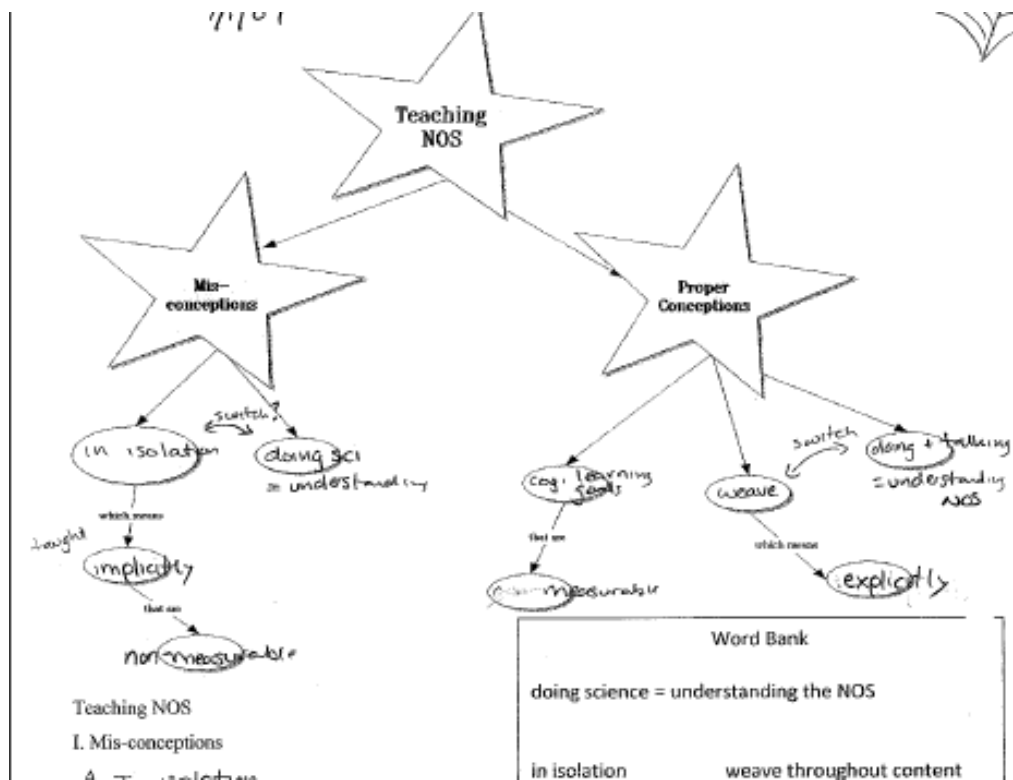 Teaching
NOS
Mis-
conceptions
Proper
Conceptions
switch?
in isolation
doing sci
= understanding
switch
doing + talking
= understanding
NOS
cog. learning
goals
weave
which means
that are
which means
taught
implicitly
measurable
explicitly
that are
non-measurable
Word Bank
doing science = understanding the NOS
in isolation weave throughout content
Teaching NOS
I. Mis-conceptions
isolation